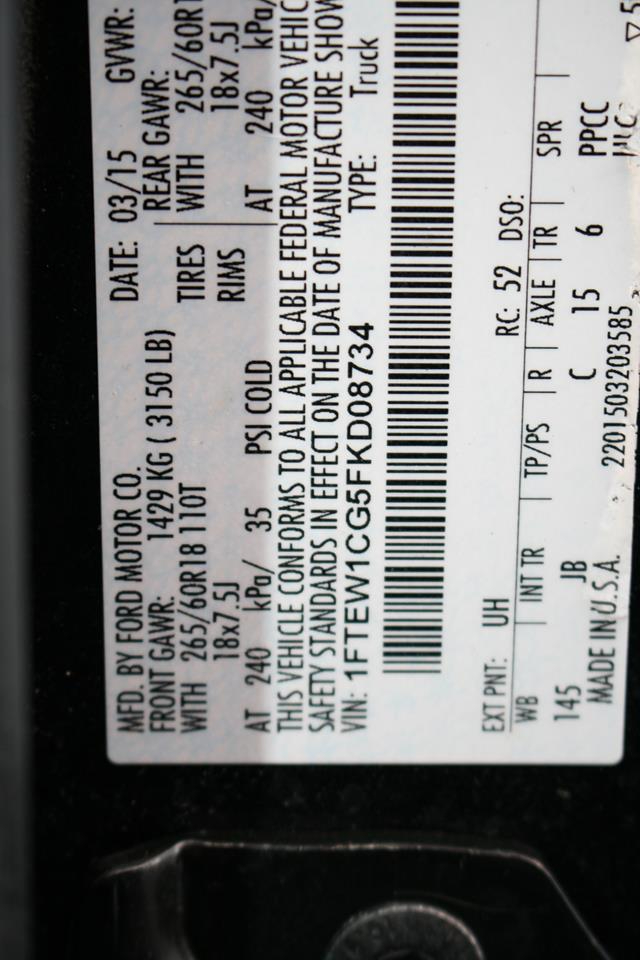 MFD. BY FORD MOTOR CO. DATE: 03/15 GVWR:
FRONT GAWR: 1429 KG ( 3150 LB) REAR GAWR:
WITH 265/60R18 110T TIRES WITH 265/60R1
18x7.5J RIMS 18x7.5J
AT 240 kPa/ 35 PSI COLD AT 240 kPa/
THIS VEHICLE CONFORMS TO ALL APPLICABLE FEDERAL MOTOR VEHIC
SAFETY STANDARDS IN EFFECT ON THE DATE OF MANUFACTURE SHOW
VIN: 1FTEW1CG5FKD08734 TYPE: Truck
EXT PNT: UH RC: 52 DSO:
WB INT TR TP/PS R AXLE TR SPR
145 JB C 15 6 PPCC
MADE IN U.S.A. 2201503203585